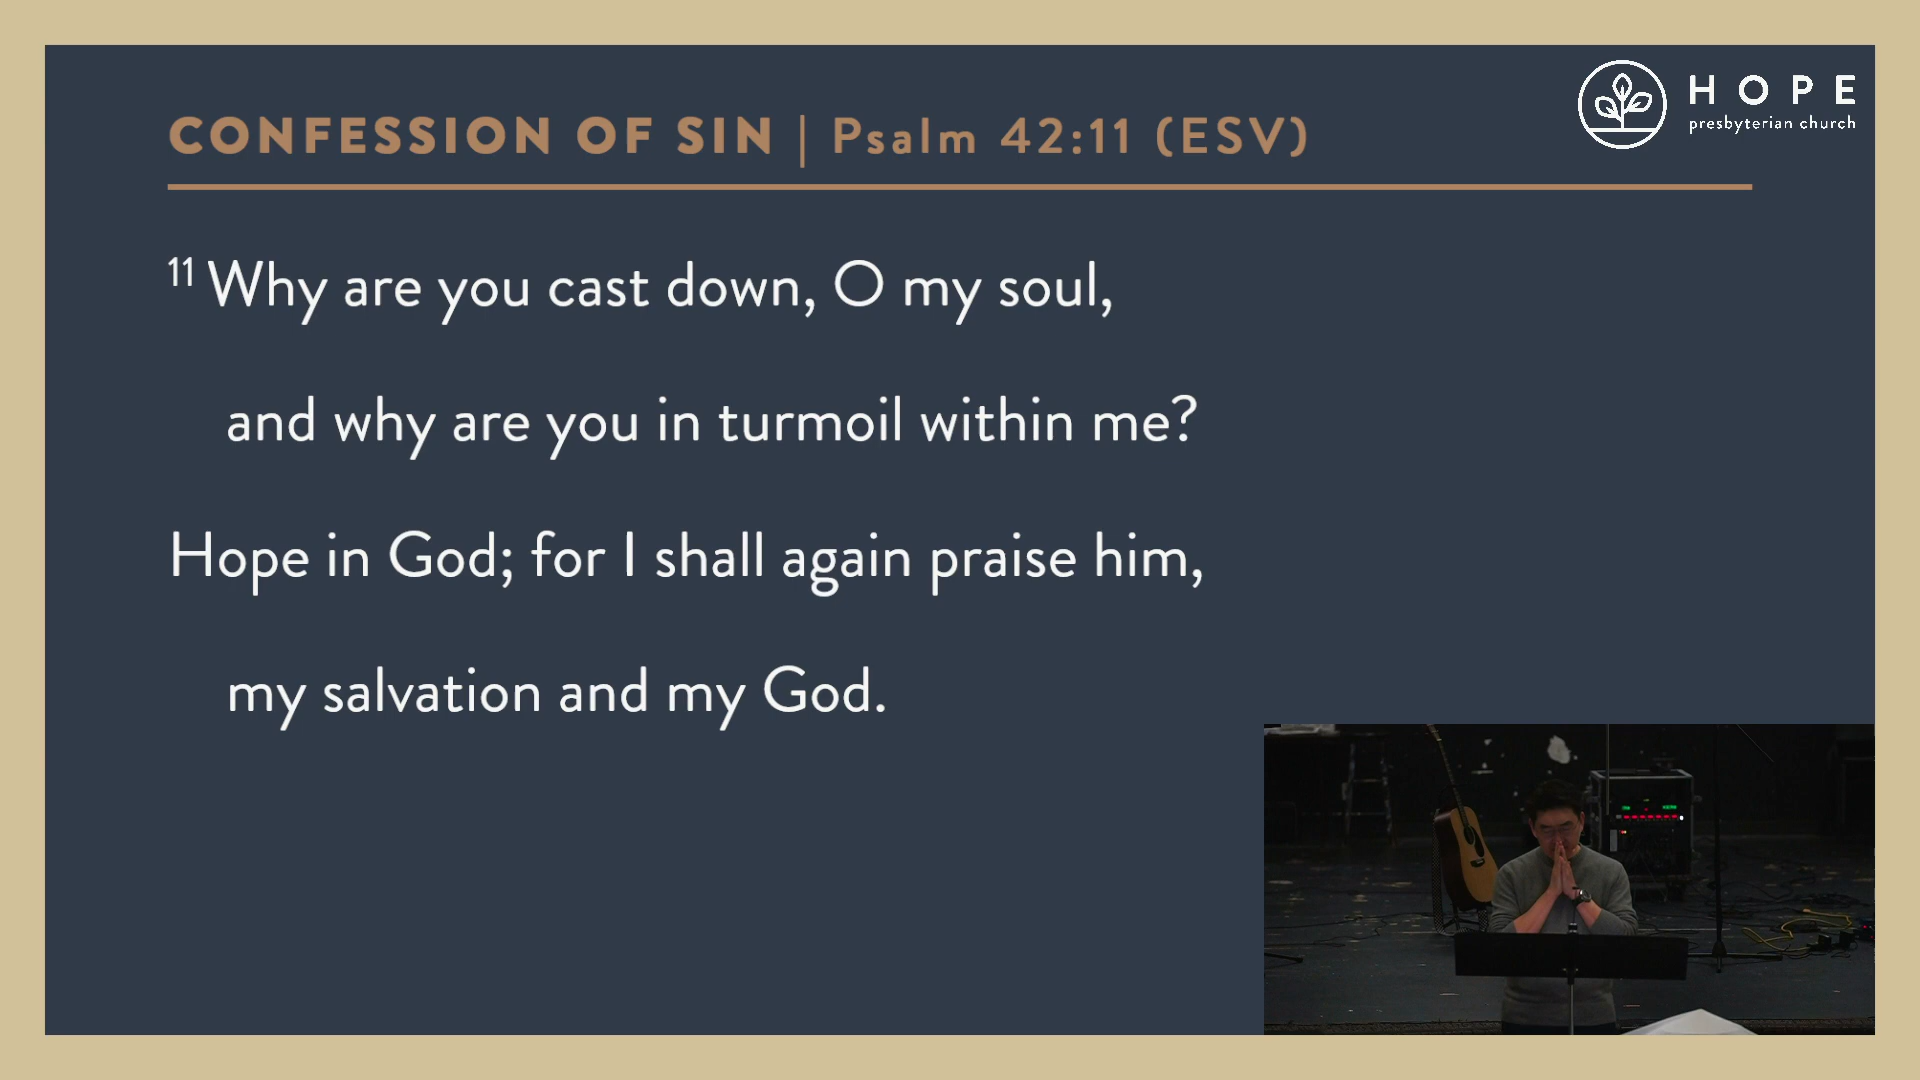 HOPE
presbyterian church
CONFESSION OF SIN | Psalm 42:11 (ESV)
11 Why are you cast down, O my soul,
and why are you in turmoil within me?
Hope in God; for I shall again praise him,
my salvation and my God.